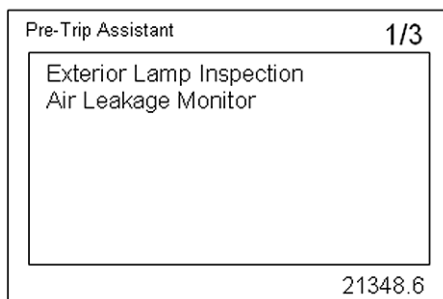 Pre-Trip Assistant 1/3
Exterior Lamp Inspection
Air Leakage Monitor
21348.6